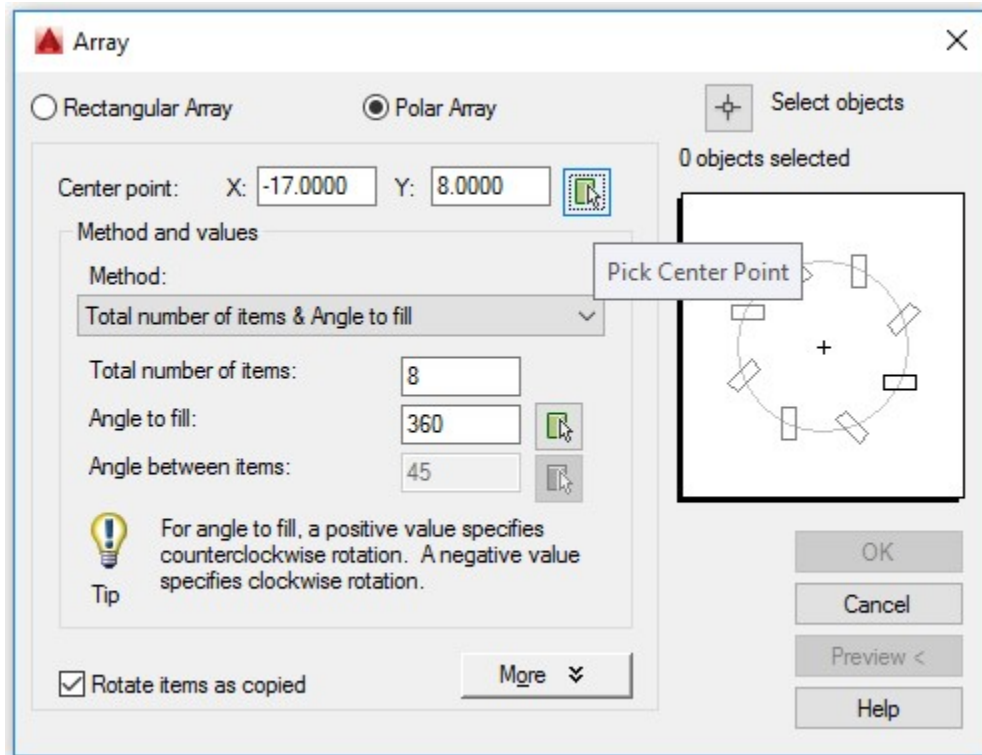 Array
Rectangular Array
Polar Array
Select objects
0 objects selected
Center point: X: -17.0000 Y: 8.0000
Pick Center Point
Method and values
Method:
Total number of items & Angle to fill
Total number of items: 8
Angle to fill: 360
Angle between items: 45
For angle to fill, a positive value specifies
counterclockwise rotation. A negative value
specifies clockwise rotation.
Tip
Rotate items as copied
More
OK
Cancel
Preview <
Help